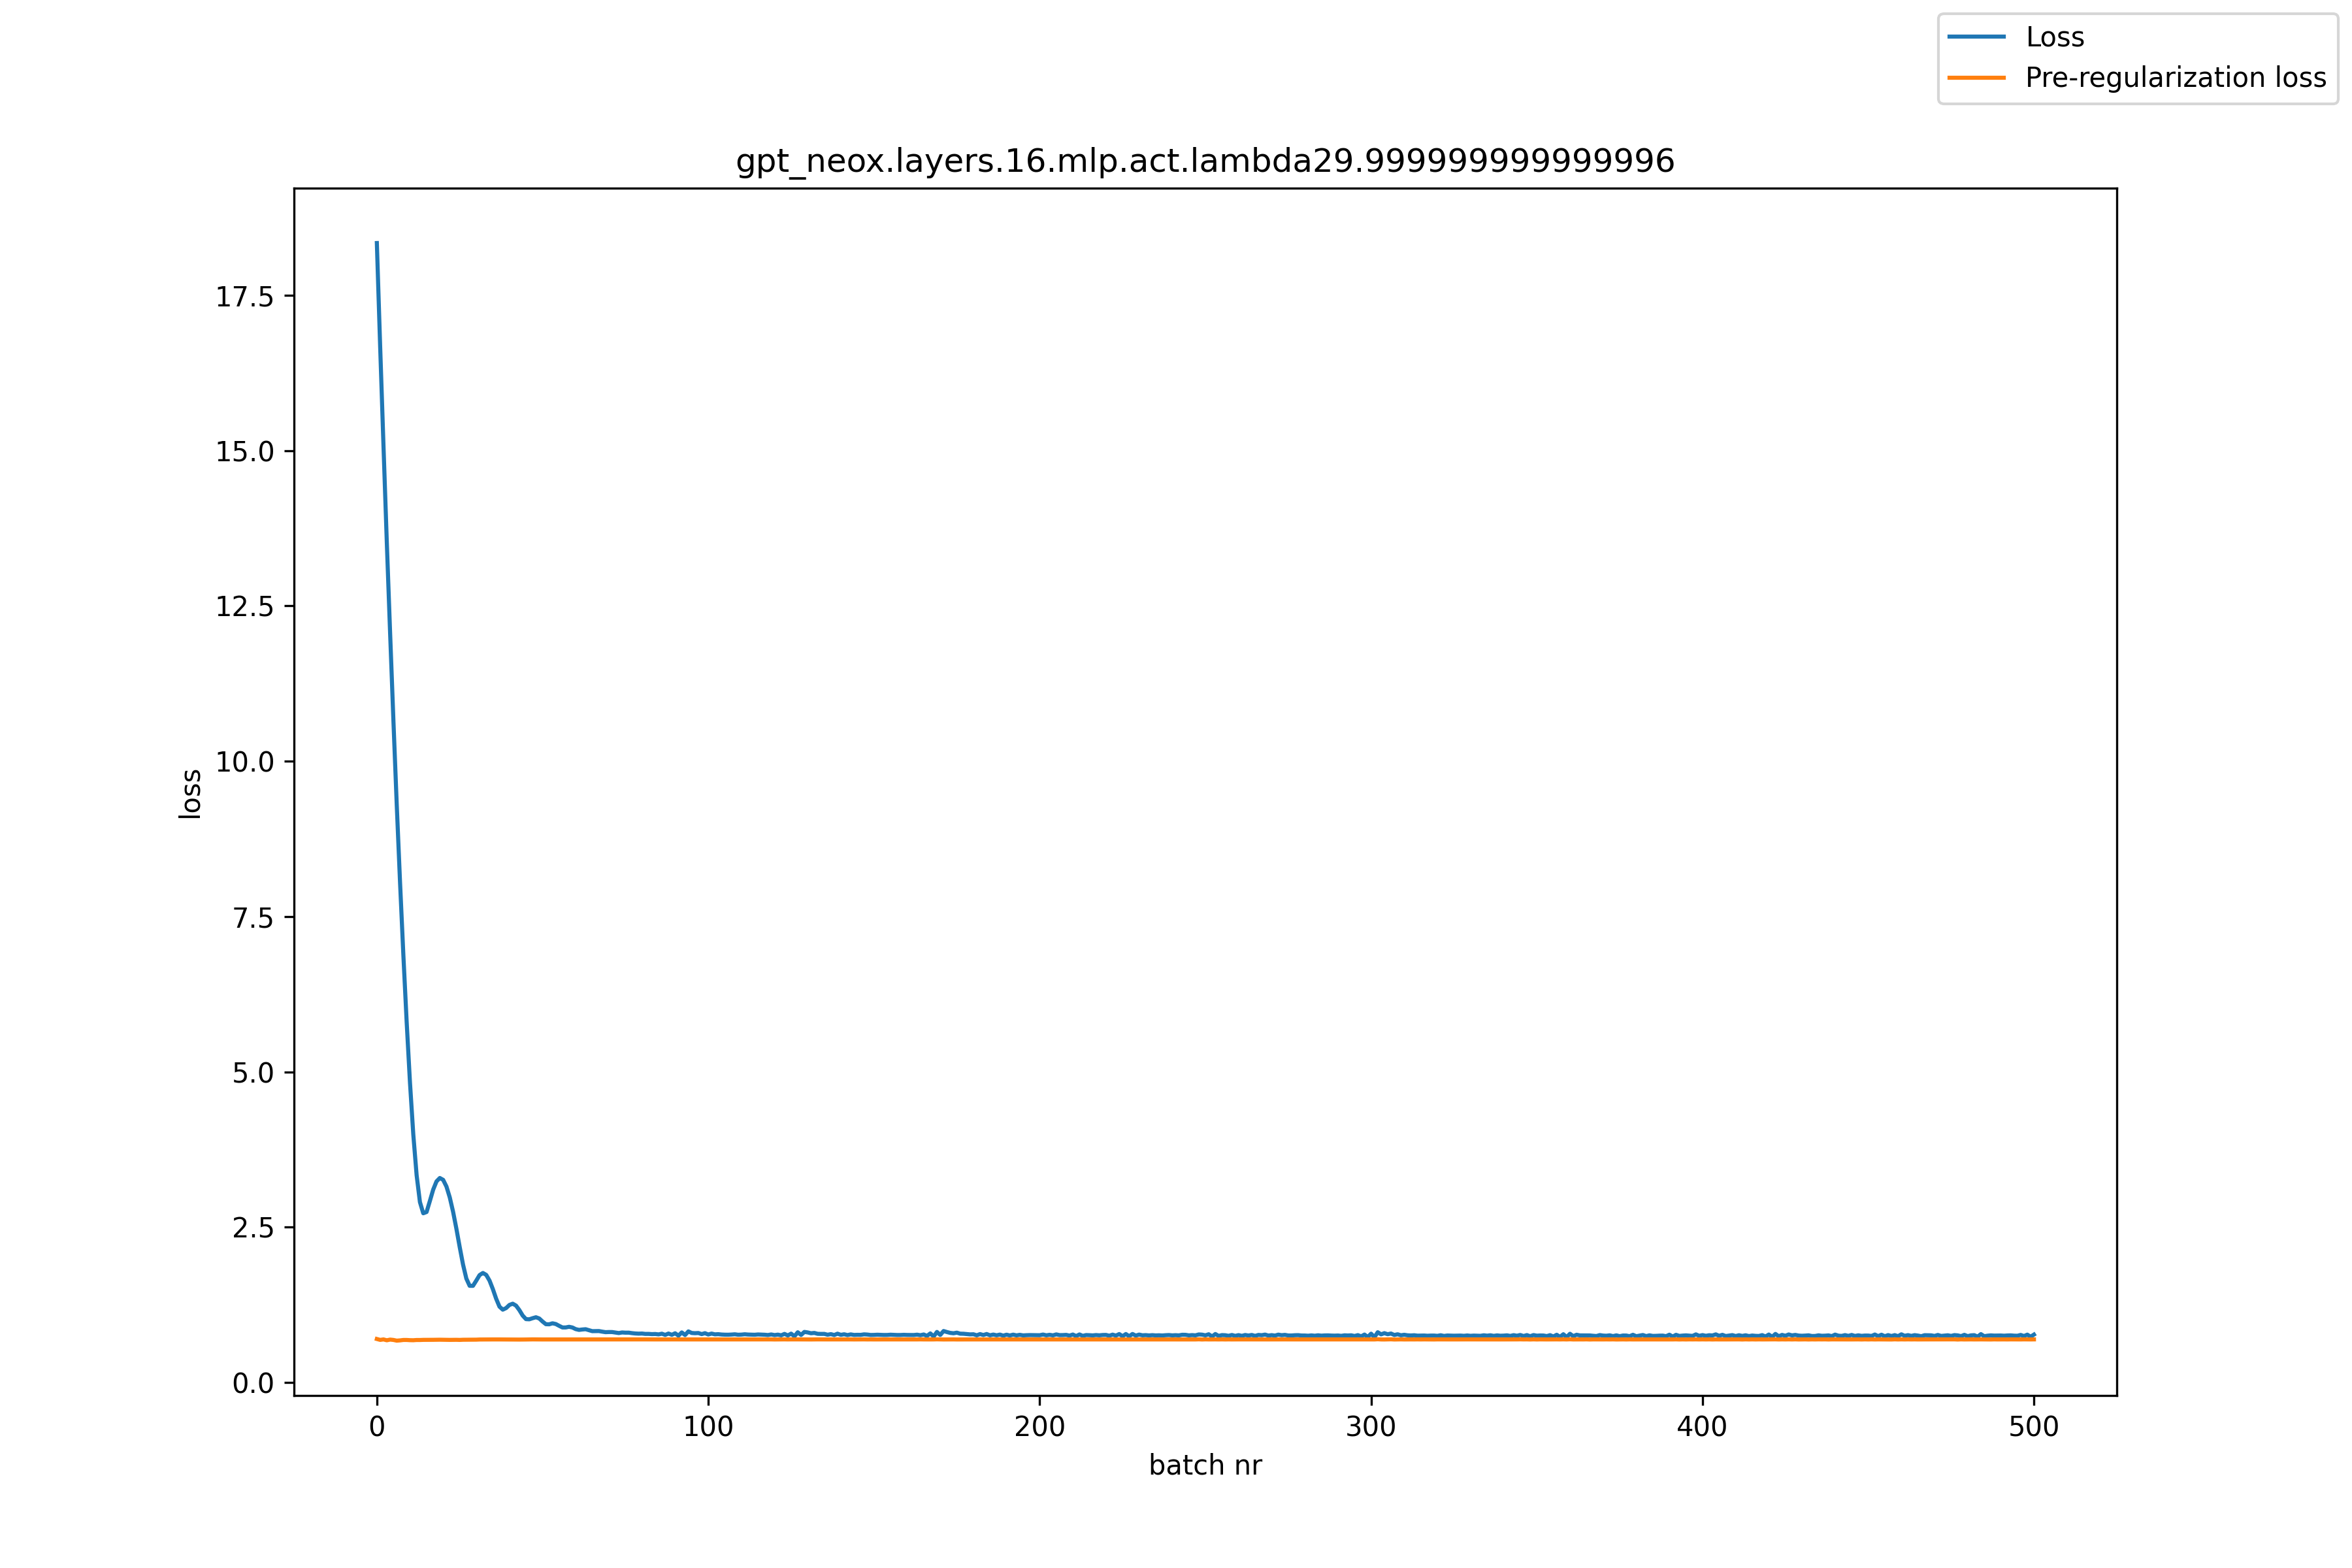 Loss
Pre-regularization loss
gpt_neox.layers.16.mlp.act.lambda29.999999999999996
17.5
15.0
12.5
10.0
7.5
5.0
2.5
0.0
loss
0 100 200 300 400 500
batch nr